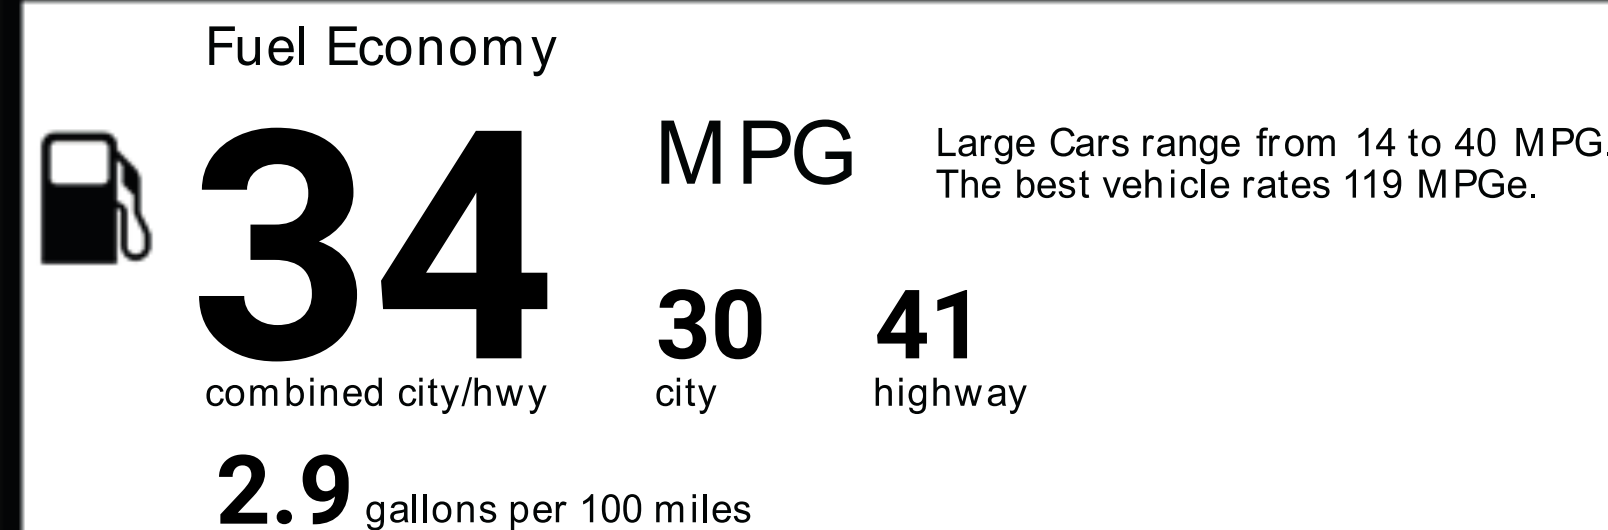 Fuel Economy
34
MPG
Large Cars range from 14 to 40 MPG.
The best vehicle rates 119 MPGe.
30 41
combined city/hwy city highway
2.9 gallons per 100 miles